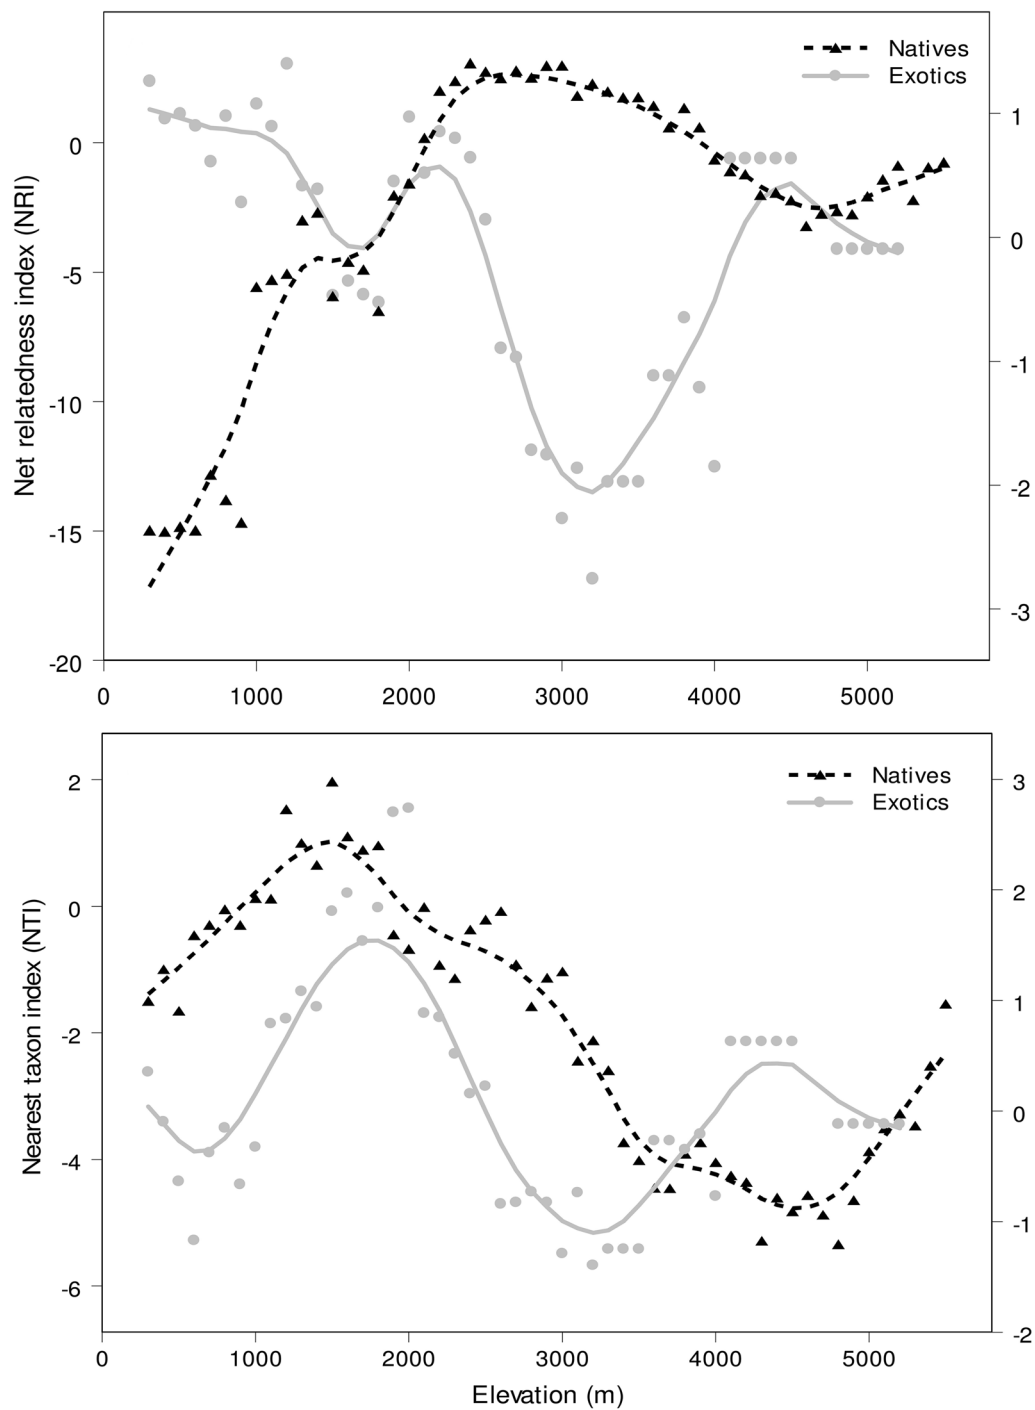 Natives
Exotics
Net relatedness index (NRI)
0
-5
-10
-15
-20
1
0
-1
-2
-3
0 1000 2000 3000 4000 5000
Natives
Exotics
Nearest taxon index (NTI)
2
0
-2
-4
-6
3
2
1
0
-1
-2
0 1000 2000 3000 4000 5000
Elevation (m)